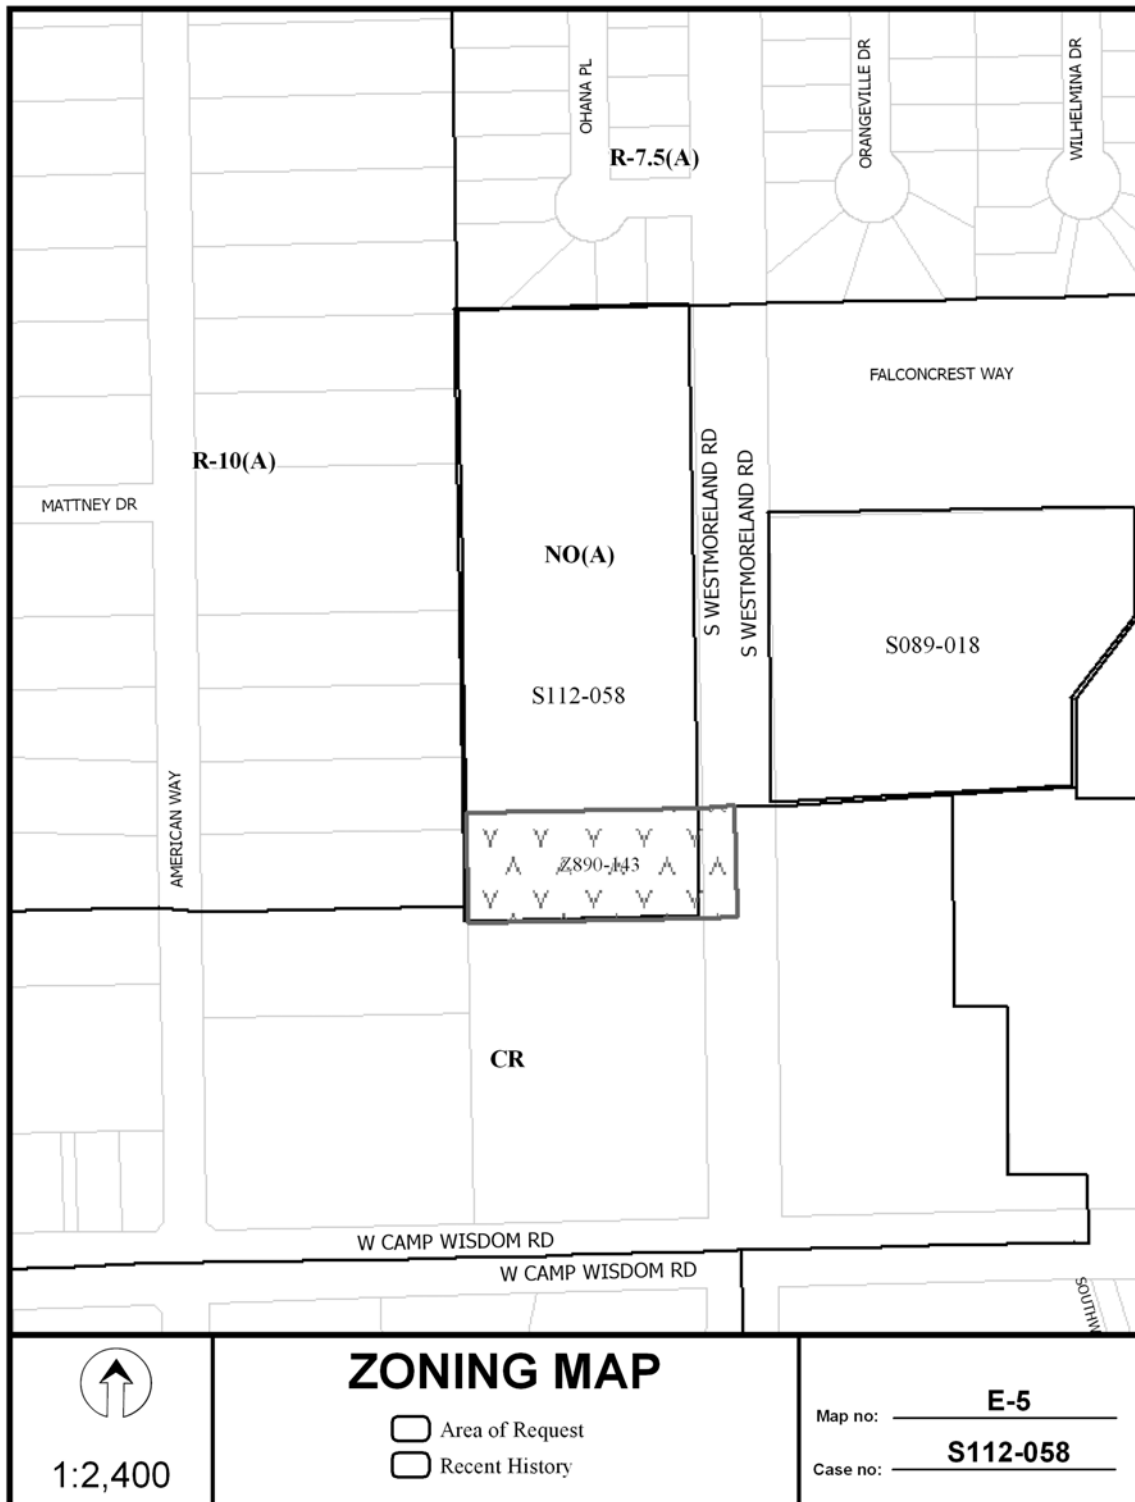 OHANA PL
ORANGEVILLE DR
WILHELMINA DR
R-7.5(A)
FALCONCREST WAY
R-10(A)
MATTNEY DR
S WESTMORELAND RD
S WESTMORELAND RD
NO(A)
S089-018
S112-058
AMERICAN WAY
Z890-143
CR
W CAMP WISDOM RD
W CAMP WISDOM RD
SOUTHW
1:2,400
ZONING MAP
Area of Request
Recent History
Map no: E-5
Case no: S112-058